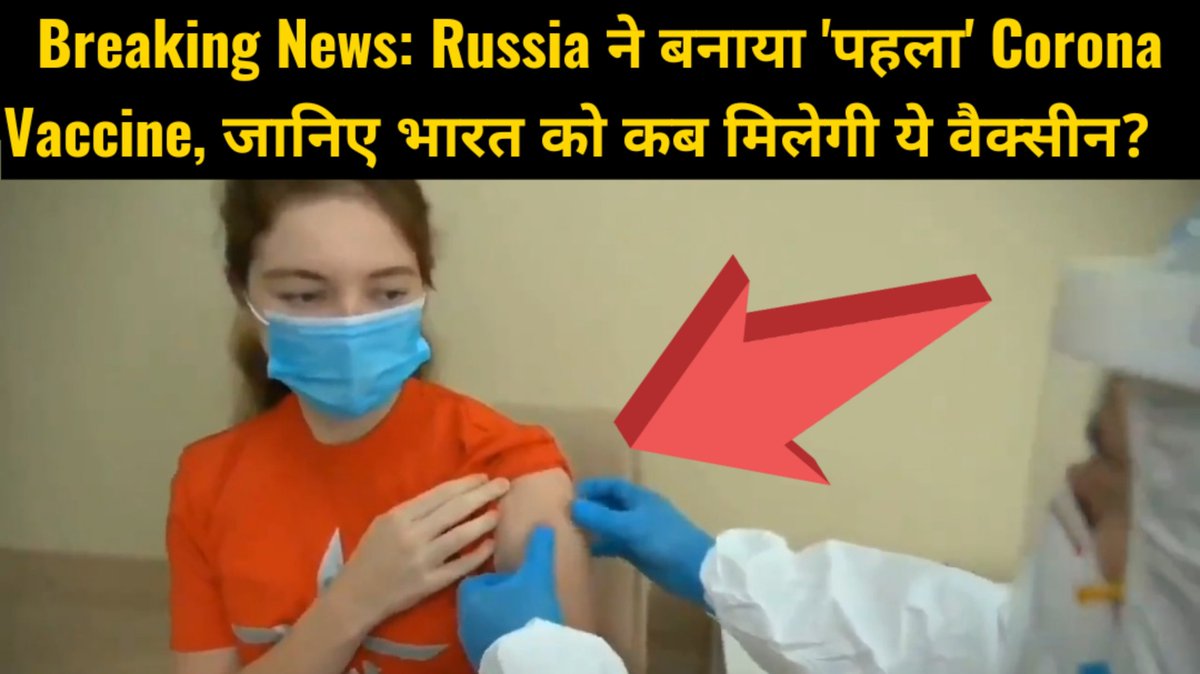 Breaking News: Russia ने बनाया 'पहला' Corona
Vaccine, जानिए भारत को कब मिलेगी ये वैक्सीन?